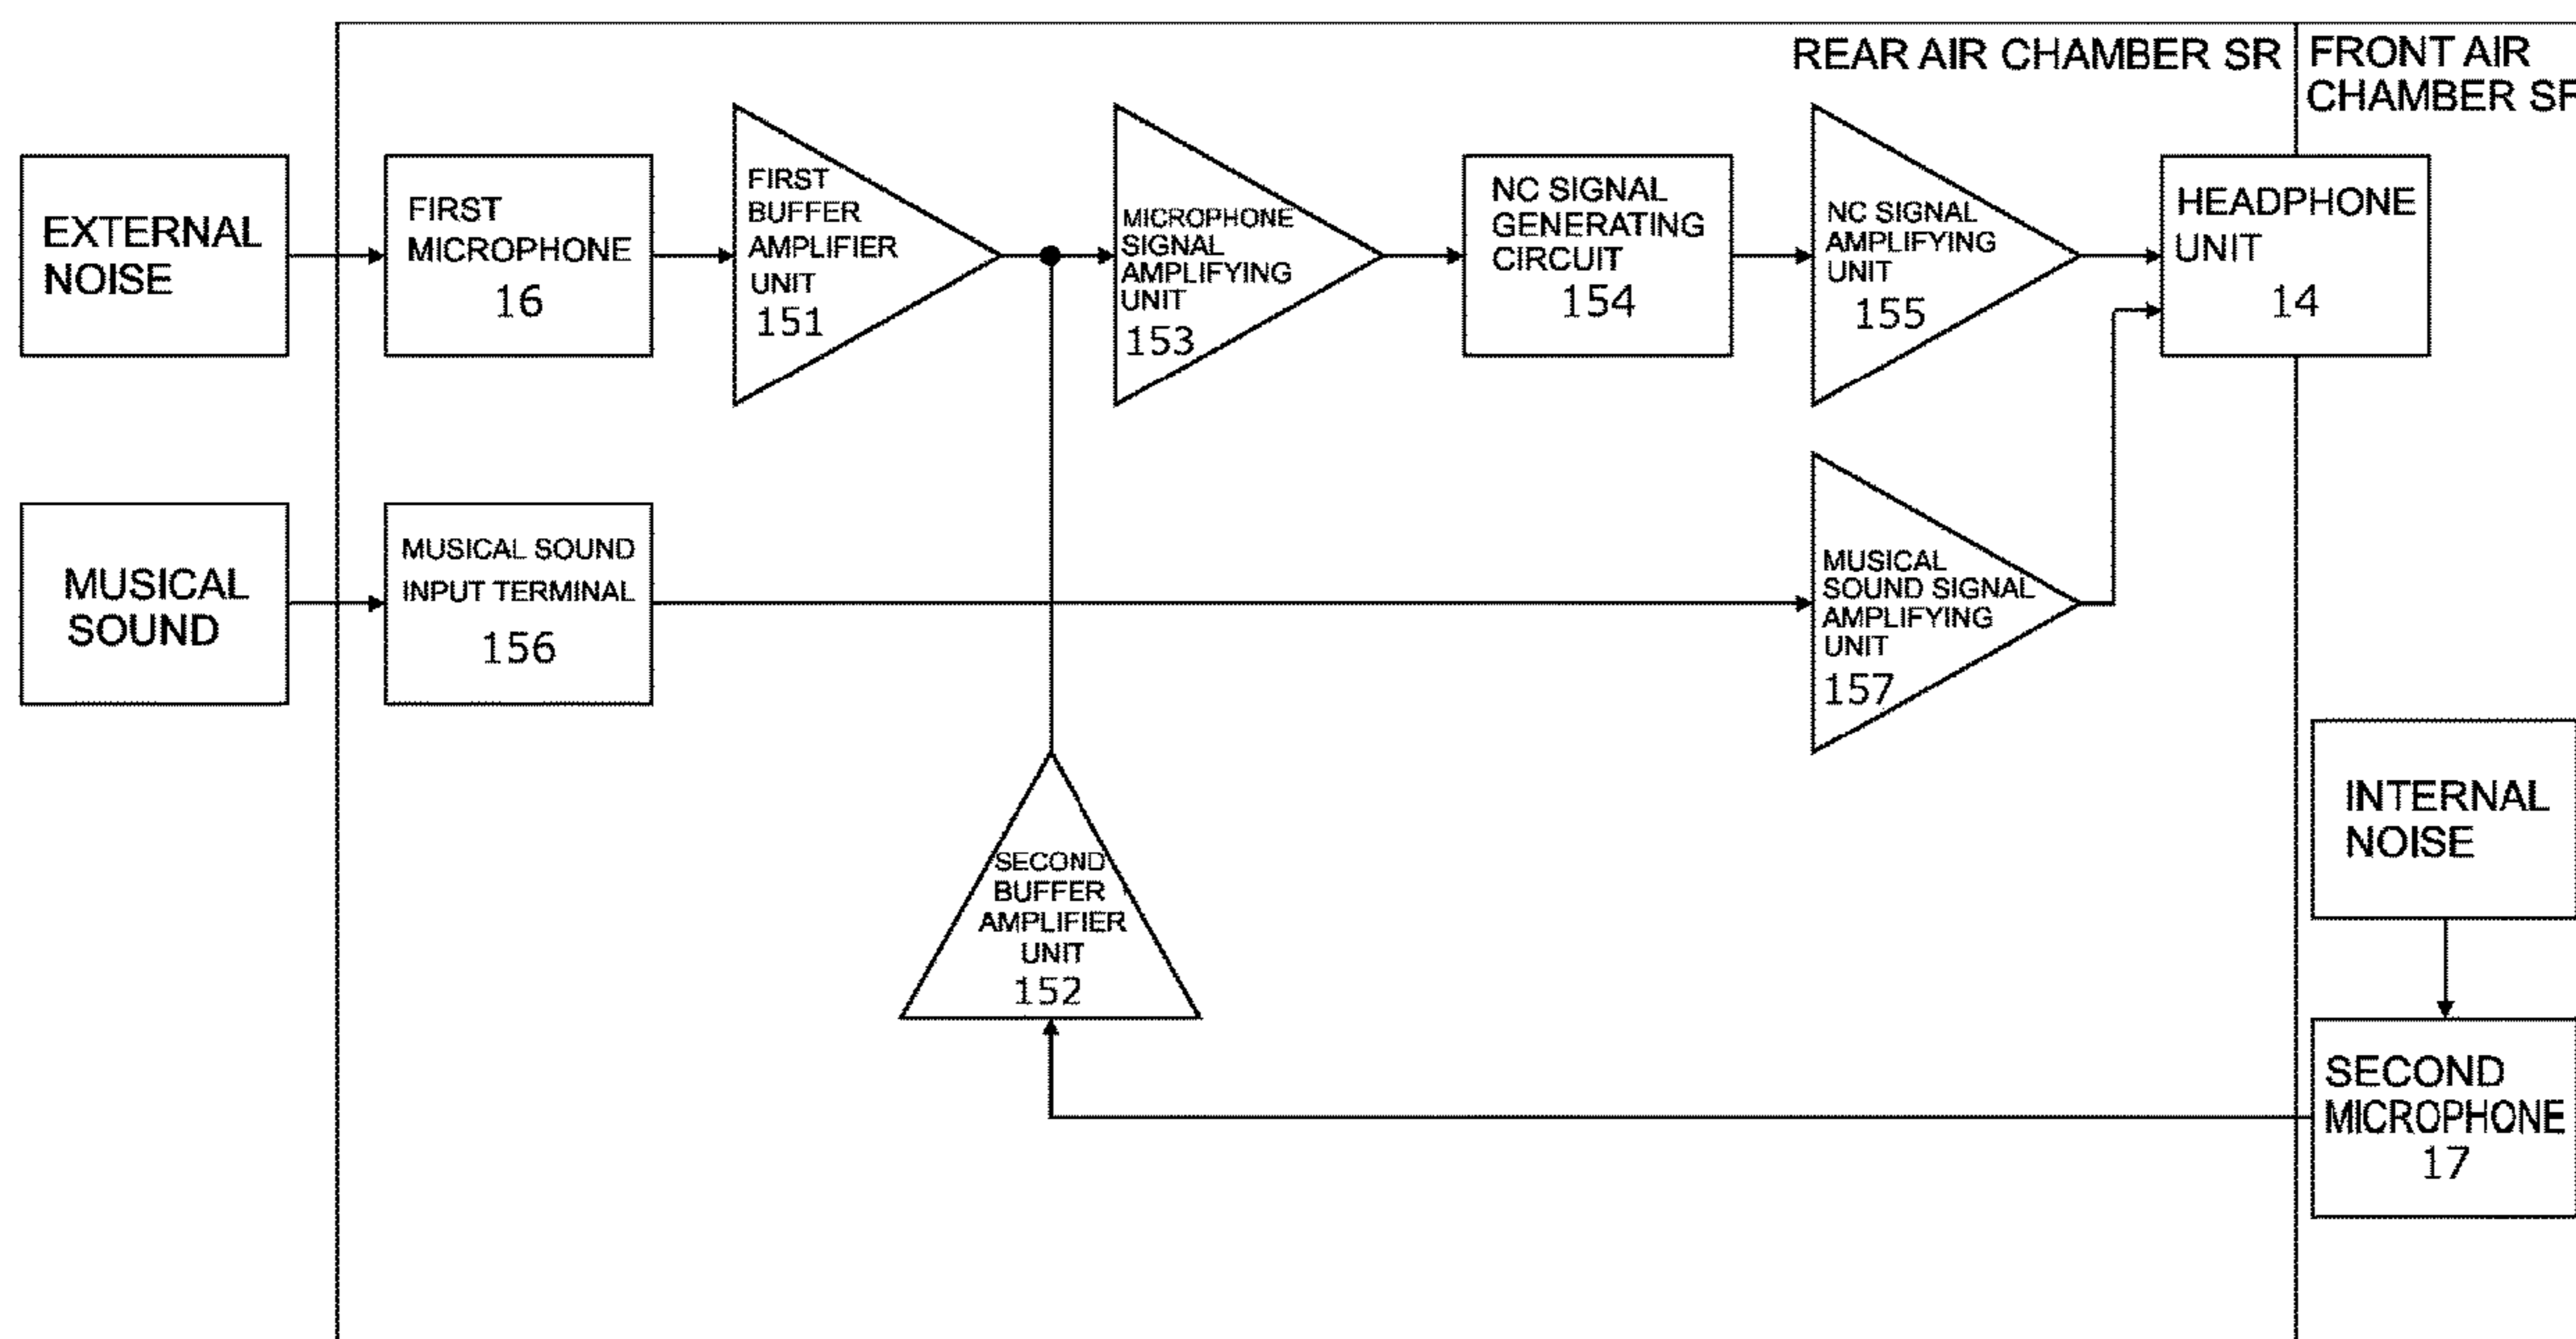 REAR AIR CHAMBER SR
FRONT AIR
CHAMBER SF
EXTERNAL
NOISE
FIRST
MICROPHONE
16
FIRST
BUFFER
AMPLIFIER
UNIT
151
MICROPHONE
SIGNAL
AMPLIFYING
UNIT
153
NC SIGNAL
GENERATING
CIRCUIT
154
NC SIGNAL
AMPLIFYING
UNIT
155
HEADPHONE
UNIT
14
MUSICAL
SOUND
MUSICAL SOUND
INPUT TERMINAL
156
MUSICAL
SOUND SIGNAL
AMPLIFYING
UNIT
157
INTERNAL
NOISE
SECOND
BUFFER
AMPLIFIER
UNIT
152
SECOND
MICROPHONE
17